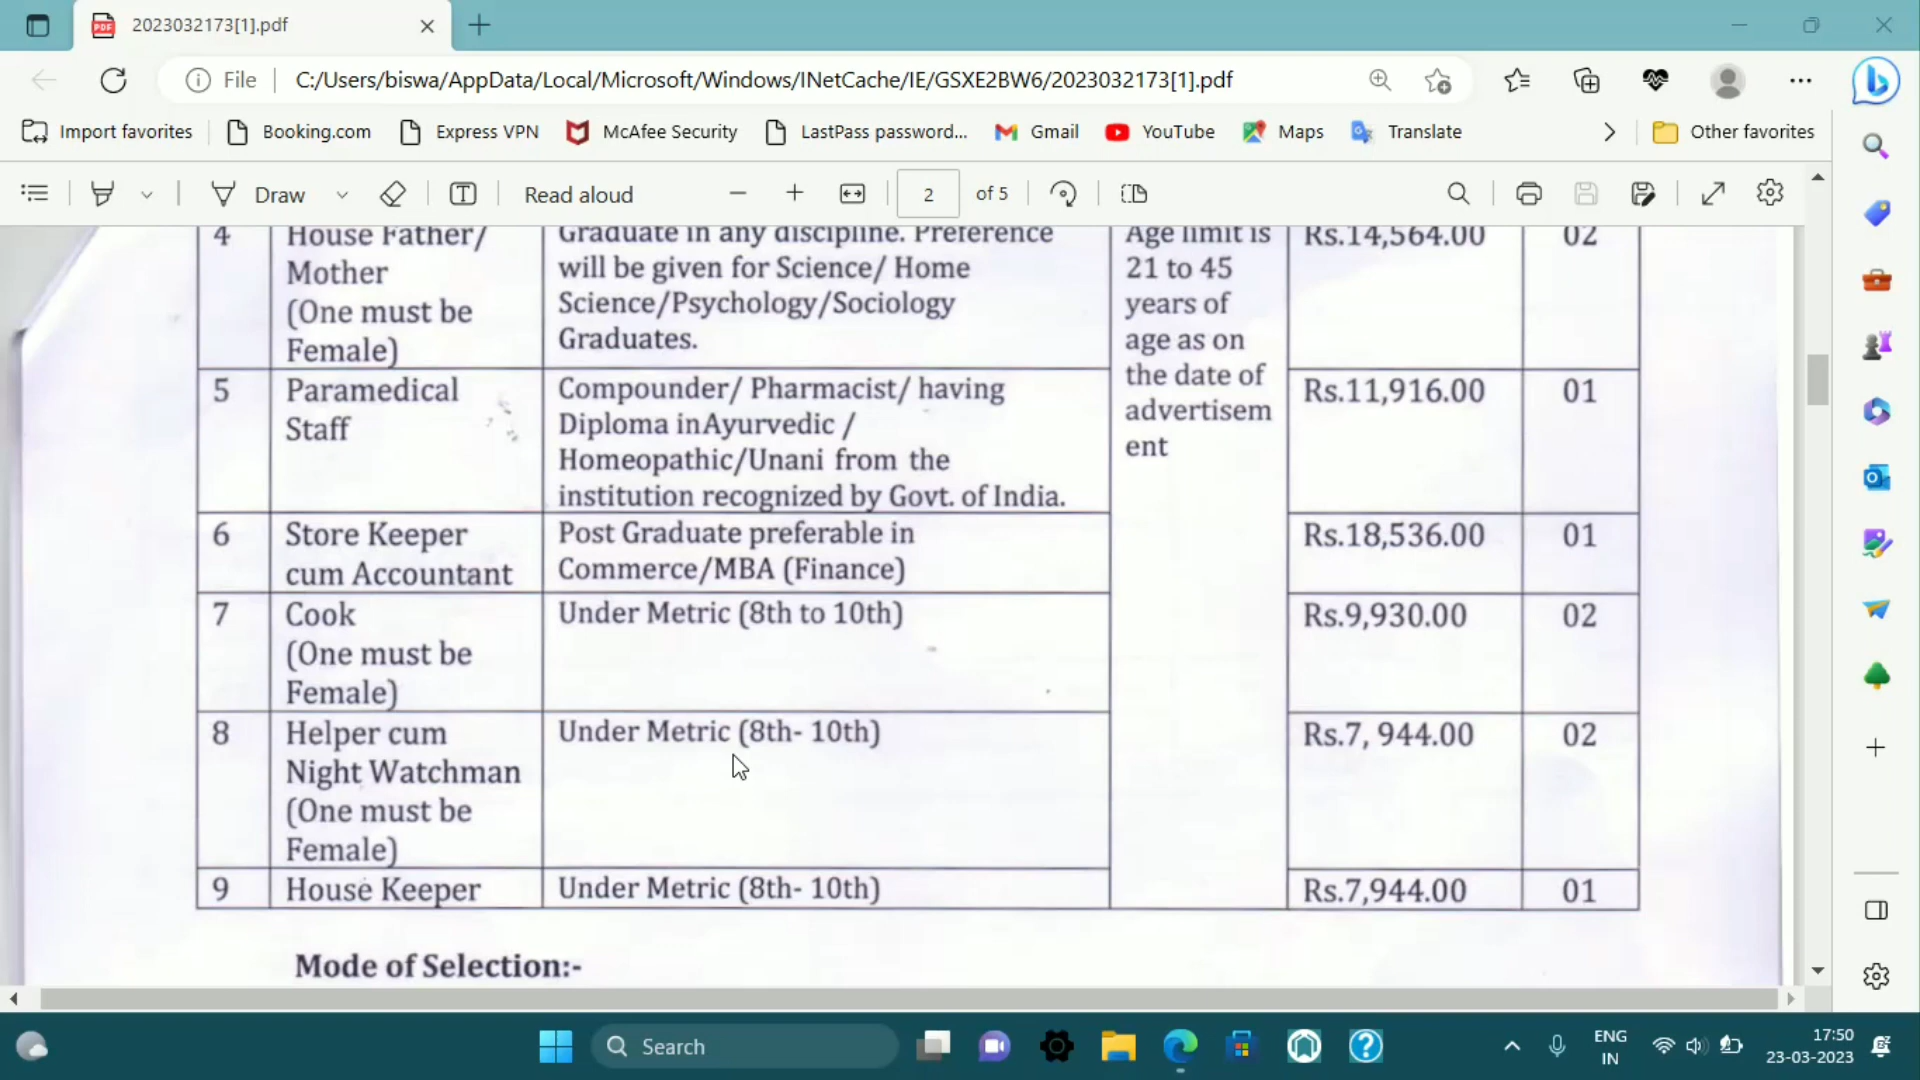 2023032173[1].pdf
File
C:/Users/biswa/AppData/Local/Microsoft/Windows/INetCache/IE/GSXE2BW6/2023032173[1].pdf
Import favorites
Booking.com
Express VPN
McAfee Security
LastPass password...
Gmail
YouTube
Maps
Translate
Other favorites
Draw
Read aloud
2 of 5
4
House Father/
Mother
(One must be
Female)
Graduate in any discipline. Preference
will be given for Science/ Home
Science/Psychology/Sociology
Graduates.
Age limit is
21 to 45
years of
age as on
the date of
advertisem
ent
Rs.14,564.00
02
5
Paramedical
Staff
Compounder/ Pharmacist/ having
Diploma inAyurvedic /
Homeopathic/Unani from the
institution recognized by Govt. of India.
Rs.11,916.00
01
6
Store Keeper
cum Accountant
Post Graduate preferable in
Commerce/MBA (Finance)
Rs.18,536.00
01
7
Cook
(One must be
Female)
Under Metric (8th to 10th)
Rs.9,930.00
02
8
Helper cum
Night Watchman
(One must be
Female)
Under Metric (8th- 10th)
Rs.7, 944.00
02
9
House Keeper
Under Metric (8th- 10th)
Rs.7,944.00
01
Mode of Selection:-
Search
ENG
IN
17:50
23-03-2023